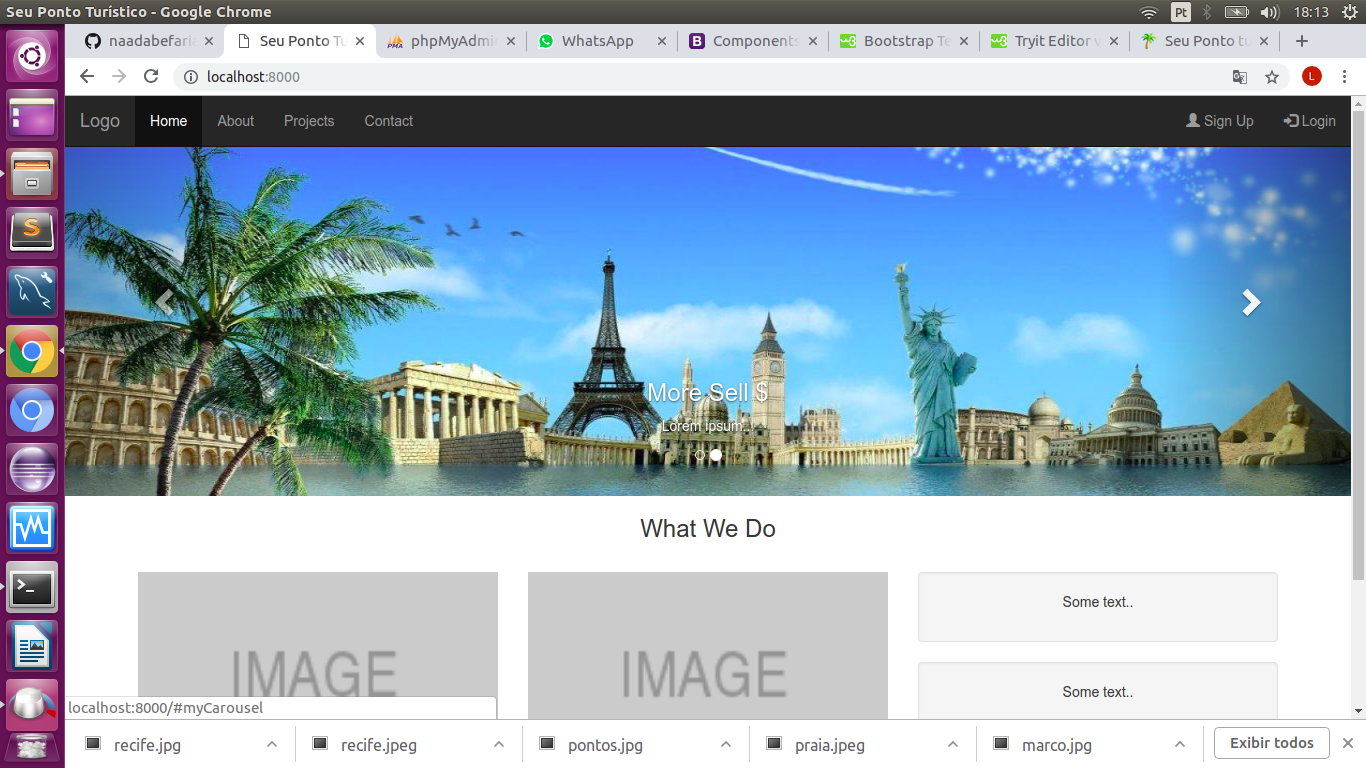 Seu Ponto Turístico - Google Chrome
Pt
18:13
naadabefari
Seu Ponto Tu
phpMyAdmi
WhatsApp
Components
Bootstrap Te
Tryit Editor v
Seu Ponto tu
localhost:8000
L
Logo
Home
About
Projects
Contact
Sign Up
Login
More Sell $
Lorem ipsum...
What We Do
IMAGE
IMAGE
Some text..
Some text..
localhost:8000/#myCarousel
recife.jpg
recife.jpeg
pontos.jpg
praia.jpeg
marco.jpg
Exibir todos